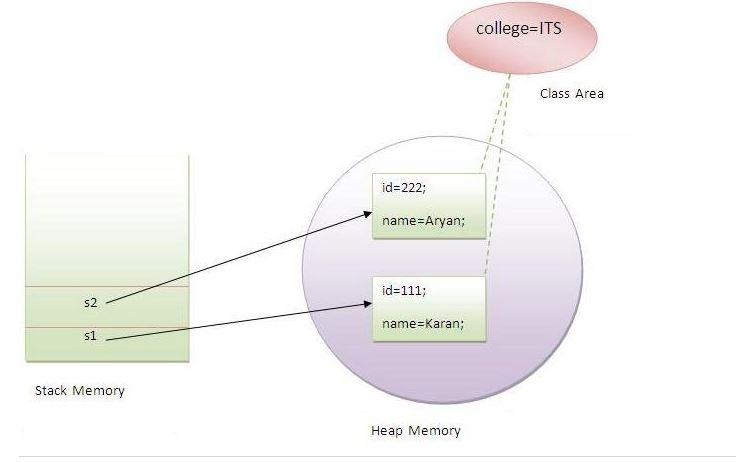 college=ITS
Class Area
id=222;
name=Aryan;
s2
id=111;
name=Karan;
s1
Stack Memory
Heap Memory